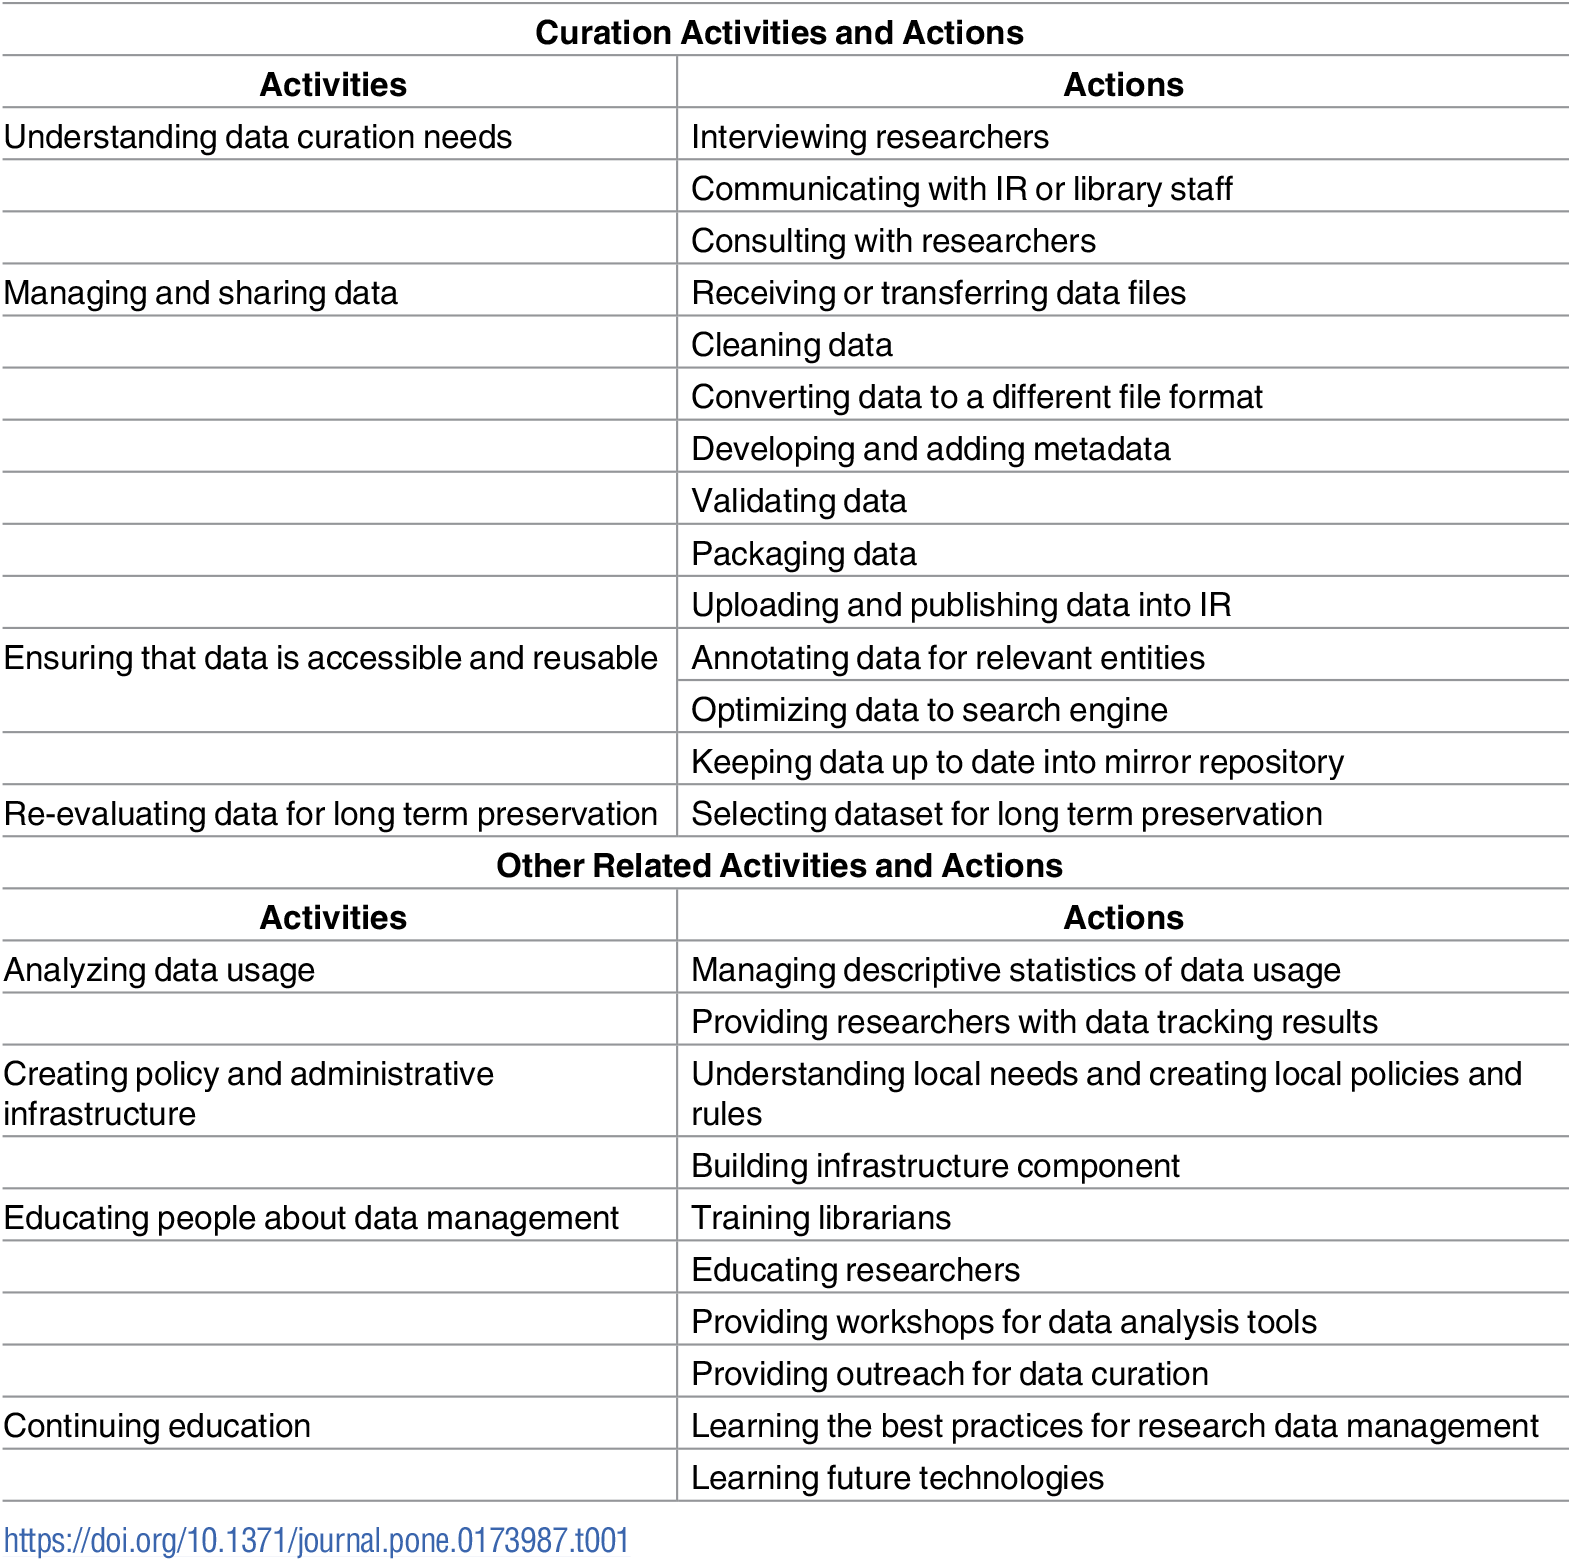 Curation Activities and Actions
Activities Actions
Understanding data curation needs Interviewing researchers
Communicating with IR or library staff
Consulting with researchers
Managing and sharing data Receiving or transferring data files
Cleaning data
Converting data to a different file format
Developing and adding metadata
Validating data
Packaging data
Uploading and publishing data into IR
Ensuring that data is accessible and reusable Annotating data for relevant entities
Optimizing data to search engine
Keeping data up to date into mirror repository
Re-evaluating data for long term preservation Selecting dataset for long term preservation
Other Related Activities and Actions
Activities Actions
Analyzing data usage Managing descriptive statistics of data usage
Providing researchers with data tracking results
Creating policy and administrative Understanding local needs and creating local policies and
infrastructure rules
Building infrastructure component
Educating people about data management Training librarians
Educating researchers
Providing workshops for data analysis tools
Providing outreach for data curation
Continuing education Learning the best practices for research data management
Learning future technologies
https://doi.org/10.1371/journal.pone.0173987.t001